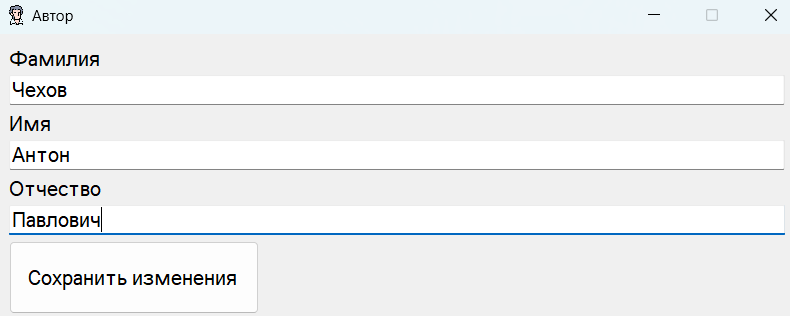 Автор
Фамилия
Чехов
Имя
Антон
Отчество
Павлович
Сохранить изменения